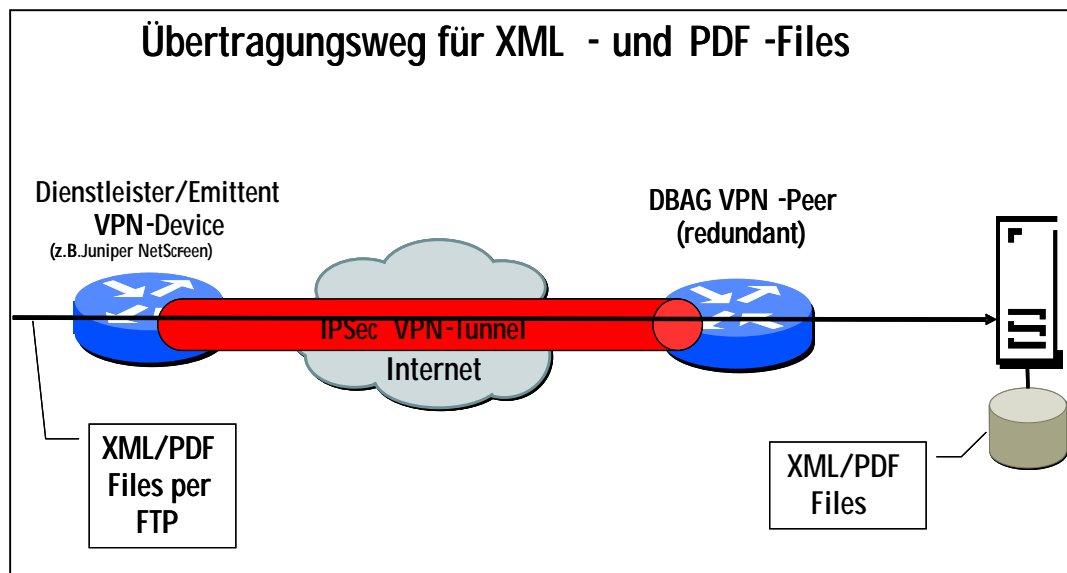 Übertragungsweg für XML - und PDF -Files
Dienstleister/Emittent
VPN-Device
(z.B.Juniper NetScreen)
DBAG VPN -Peer
(redundant)
IPSec VPN-Tunnel
Internet
XML/PDF
Files per
FTP
XML/PDF
Files